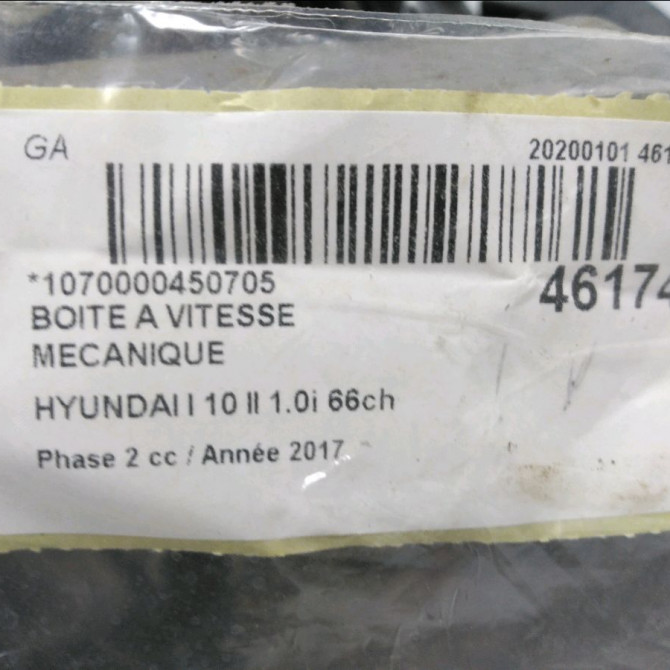 GA
20200101 461
*1070000450705
46174
BOITE A VITESSE
MECANIQUE
HYUNDAI I 10 II 1.0i 66ch
Phase 2 cc / Année 2017